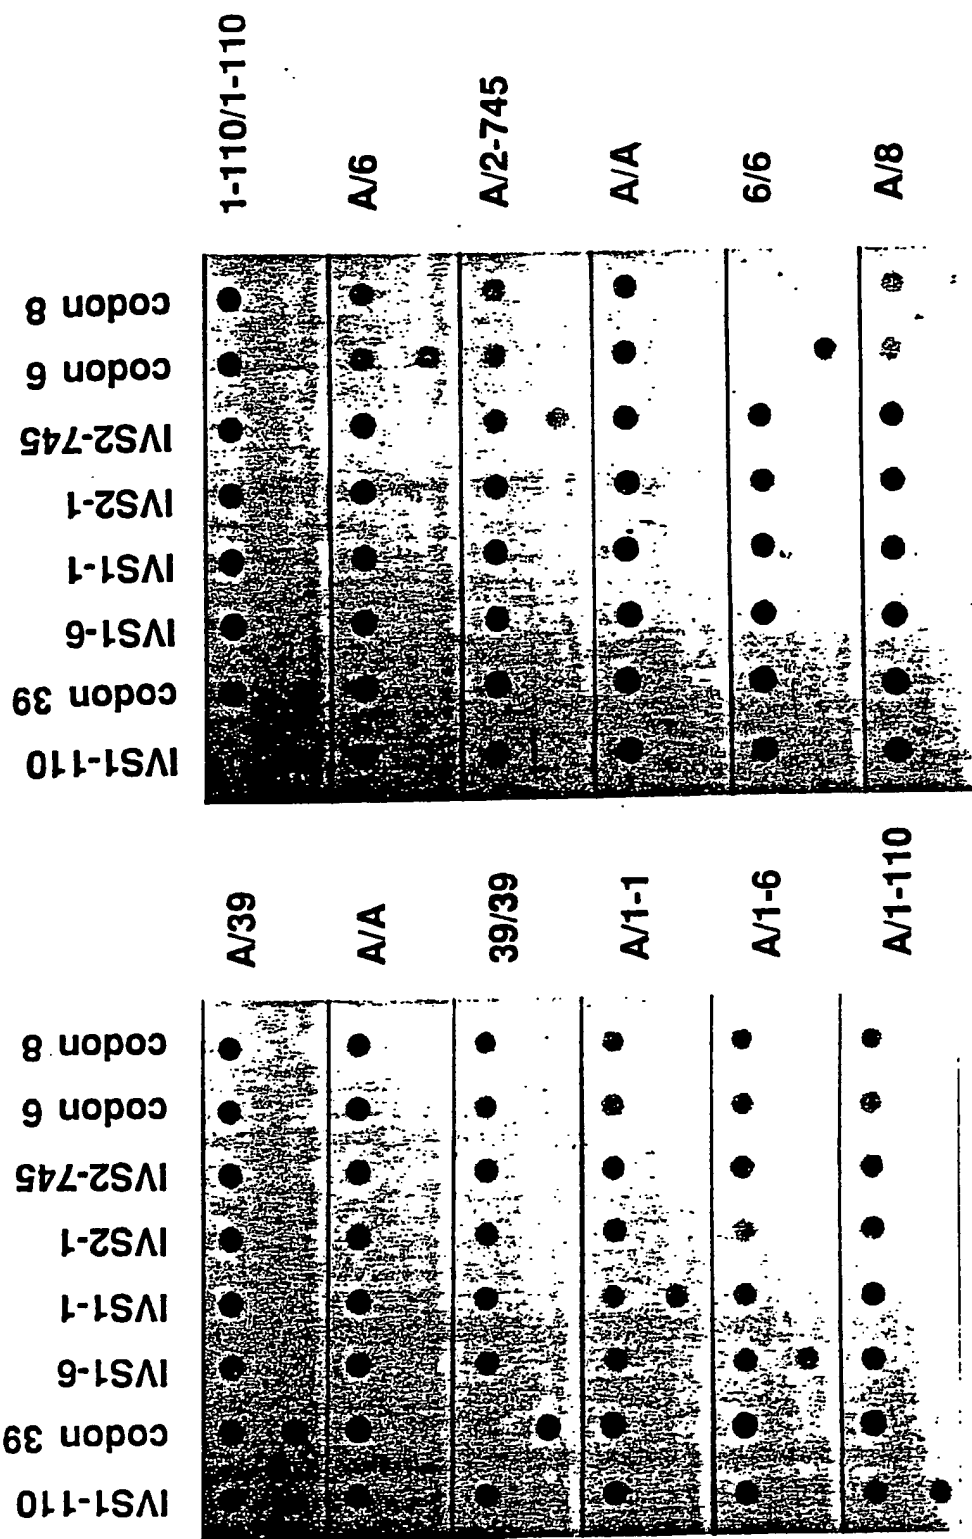 1-110/1-110
A/6
A/2-745
A/A
6/6
A/8
codon 8
codon 6
IVS2-745
IVS2-1
IVS1-1
IVS1-6
codon 39
IVS1-110
A/39
A/A
39/39
A/1-1
A/1-6
A/1-110
codon 8
codon 6
IVS2-745
IVS2-1
IVS1-1
IVS1-6
codon 39
IVS1-110